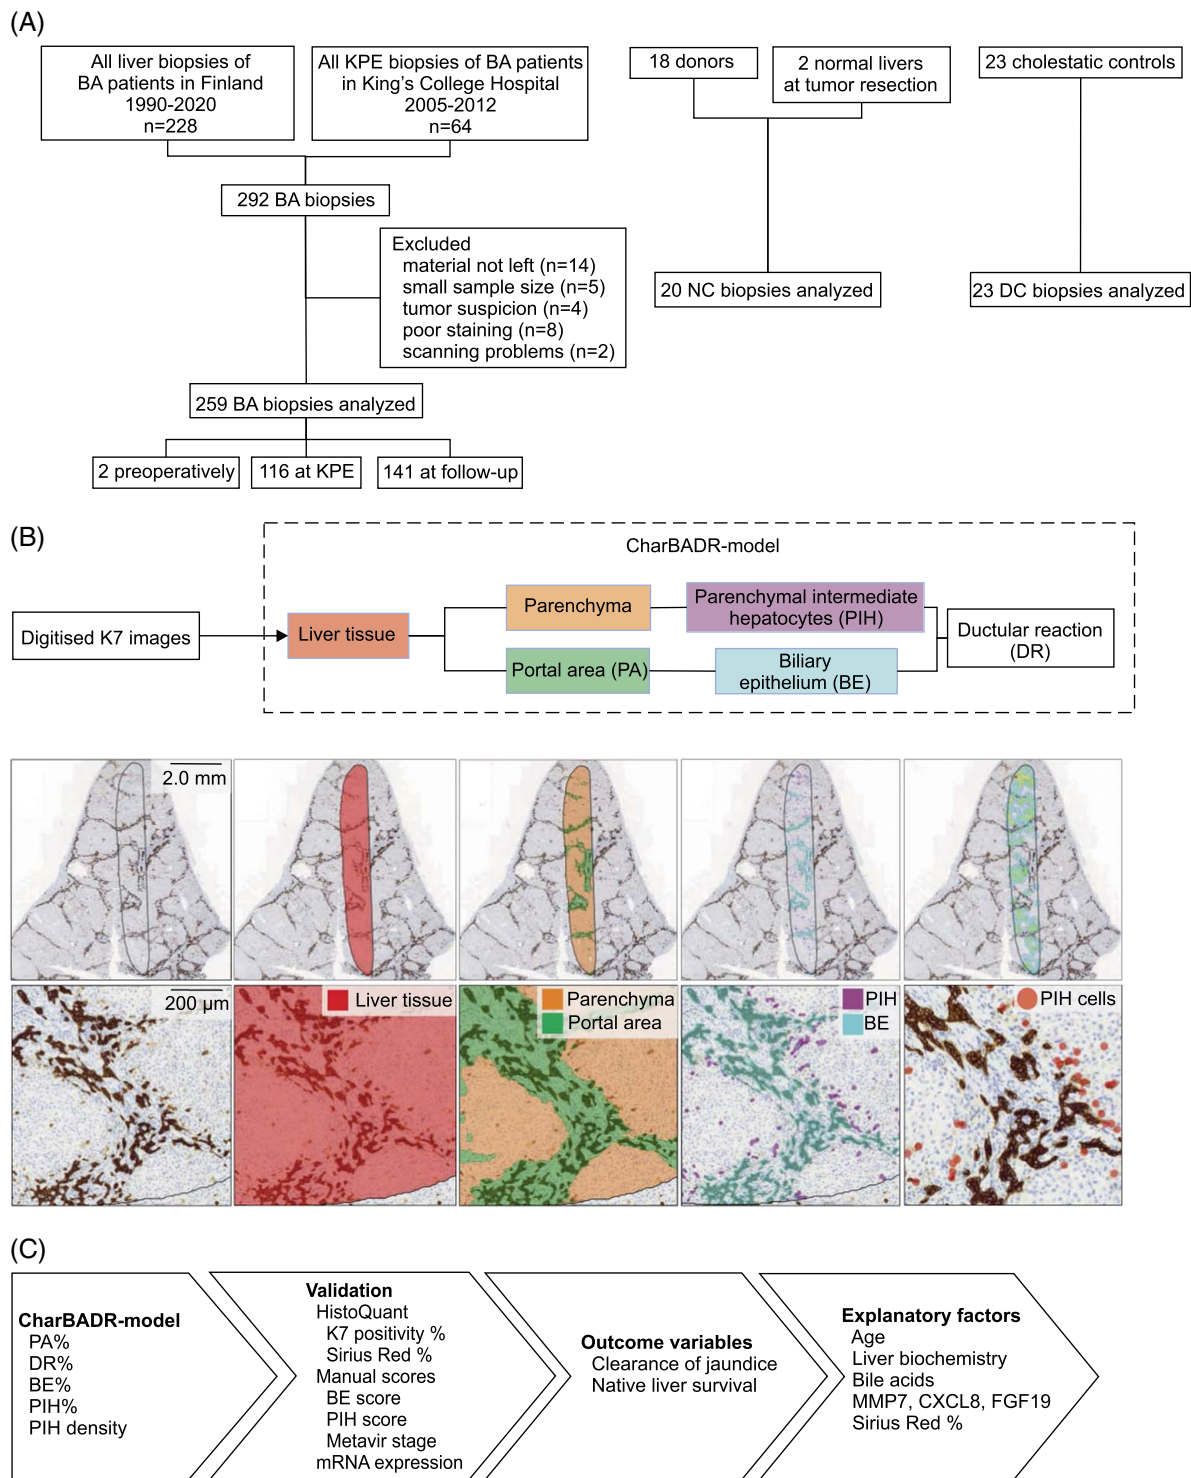 (A)
All liver biopsies of
BA patients in Finland
1990-2020
n=228
All KPE biopsies of BA patients
in King's College Hospital
2005-2012
n=64
18 donors
2 normal livers
at tumor resection
23 cholestatic controls
292 BA biopsies
Excluded
material not left (n=14)
small sample size (n=5)
tumor suspicion (n=4)
poor staining (n=8)
scanning problems (n=2)
20 NC biopsies analyzed
23 DC biopsies analyzed
259 BA biopsies analyzed
2 preoperatively
116 at KPE
141 at follow-up
(B)
CharBADR-model
Digitised K7 images
Liver tissue
Parenchyma
Parenchymal intermediate
hepatocytes (PIH)
Portal area (PA)
Biliary
epithelium (BE)
Ductular reaction
(DR)
2.0 mm
200 µm
Liver tissue
Parenchyma
Portal area
PIH
BE
PIH cells
(C)
CharBADR-model
PA%
DR%
BE%
PIH%
PIH density
Validation
HistoQuant
K7 positivity %
Sirius Red %
Manual scores
BE score
PIH score
Metavir stage
mRNA expression
Outcome variables
Clearance of jaundice
Native liver survival
Explanatory factors
Age
Liver biochemistry
Bile acids
MMP7, CXCL8, FGF19
Sirius Red %